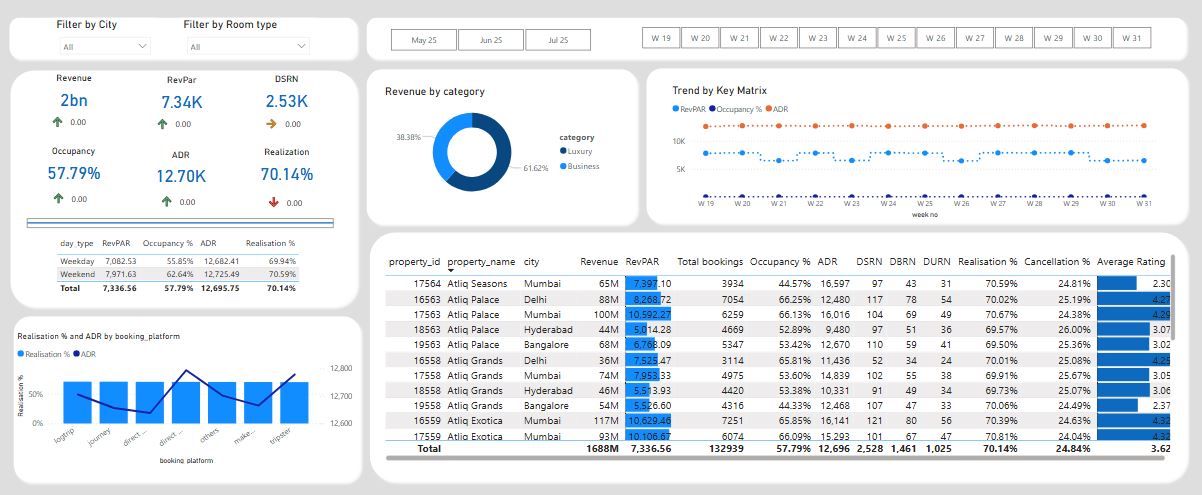 Filter by City
All
Filter by Room type
All
May 25 Jun 25 Jul 25
W 19 W 20 W 21 W 22 W 23 W 24 W 25 W 26 W 27 W 28 W 29 W 30 W 31
Revenue RevPar DSRN
2bn 7.34K 2.53K
0.00 0.00 0.00
Occupancy ADR Realization
57.79% 12.70K 70.14%
0.00 0.00 0.00
day_type RevPAR Occupancy % ADR Realisation %
Weekday 7,082.53 55.85% 12,682.41 69.94%
Weekend 7,971.63 62.64% 12,725.49 70.59%
Total 7,336.56 57.79% 12,695.75 70.14%
Realisation % and ADR by booking_platform
Realisation % ADR
Realisation %
50%
0%
12,800
12,700
12,600
logtrip journey direct ... direct ... others make... tripster
booking_platform
Revenue by category
38.38%
61.62%
category
Luxury
Business
Trend by Key Matrix
RevPAR Occupancy % ADR
10K
5K
W 19 W 20 W 21 W 22 W 23 W 24 W 25 W 26 W 27 W 28 W 29 W 30 W 31
week no
property_id property_name city Revenue RevPAR Total bookings Occupancy % ADR DSRN DBRN DURN Realisation % Cancellation % Average Rating
17564 Atliq Seasons Mumbai 65M 7,397.10 3934 44.57% 16,597 97 43 31 70.59% 24.81% 2.30
16563 Atliq Palace Delhi 88M 8,268.72 7054 66.25% 12,480 117 78 54 70.02% 25.19% 4.27
17563 Atliq Palace Mumbai 100M 10,592.27 6259 66.13% 16,016 104 69 49 70.67% 24.38% 4.29
18563 Atliq Palace Hyderabad 44M 5,014.28 4669 52.89% 9,480 97 51 36 69.57% 26.00% 3.07
19563 Atliq Palace Bangalore 68M 6,768.09 5347 53.42% 12,670 110 59 41 69.50% 25.36% 3.02
16558 Atliq Grands Delhi 36M 7,525.47 3114 65.81% 11,436 52 34 24 70.01% 25.08% 4.25
17558 Atliq Grands Mumbai 74M 7,953.33 4975 53.60% 14,839 102 55 38 69.91% 25.67% 3.05
18558 Atliq Grands Hyderabad 46M 5,513.93 4420 53.38% 10,331 91 49 34 69.73% 25.07% 3.06
19558 Atliq Grands Bangalore 54M 5,526.60 4316 44.33% 12,468 107 47 33 70.06% 24.49% 2.37
16559 Atliq Exotica Mumbai 117M 10,629.46 7251 65.85% 16,141 121 80 56 70.39% 24.63% 4.32
17559 Atliq Exotica Mumbai 93M 10,106.67 6074 66.09% 15,293 101 67 47 70.81% 24.04% 4.32
Total 1688M 7,336.56 132939 57.79% 12,696 2,528 1,461 1,025 70.14% 24.84% 3.62